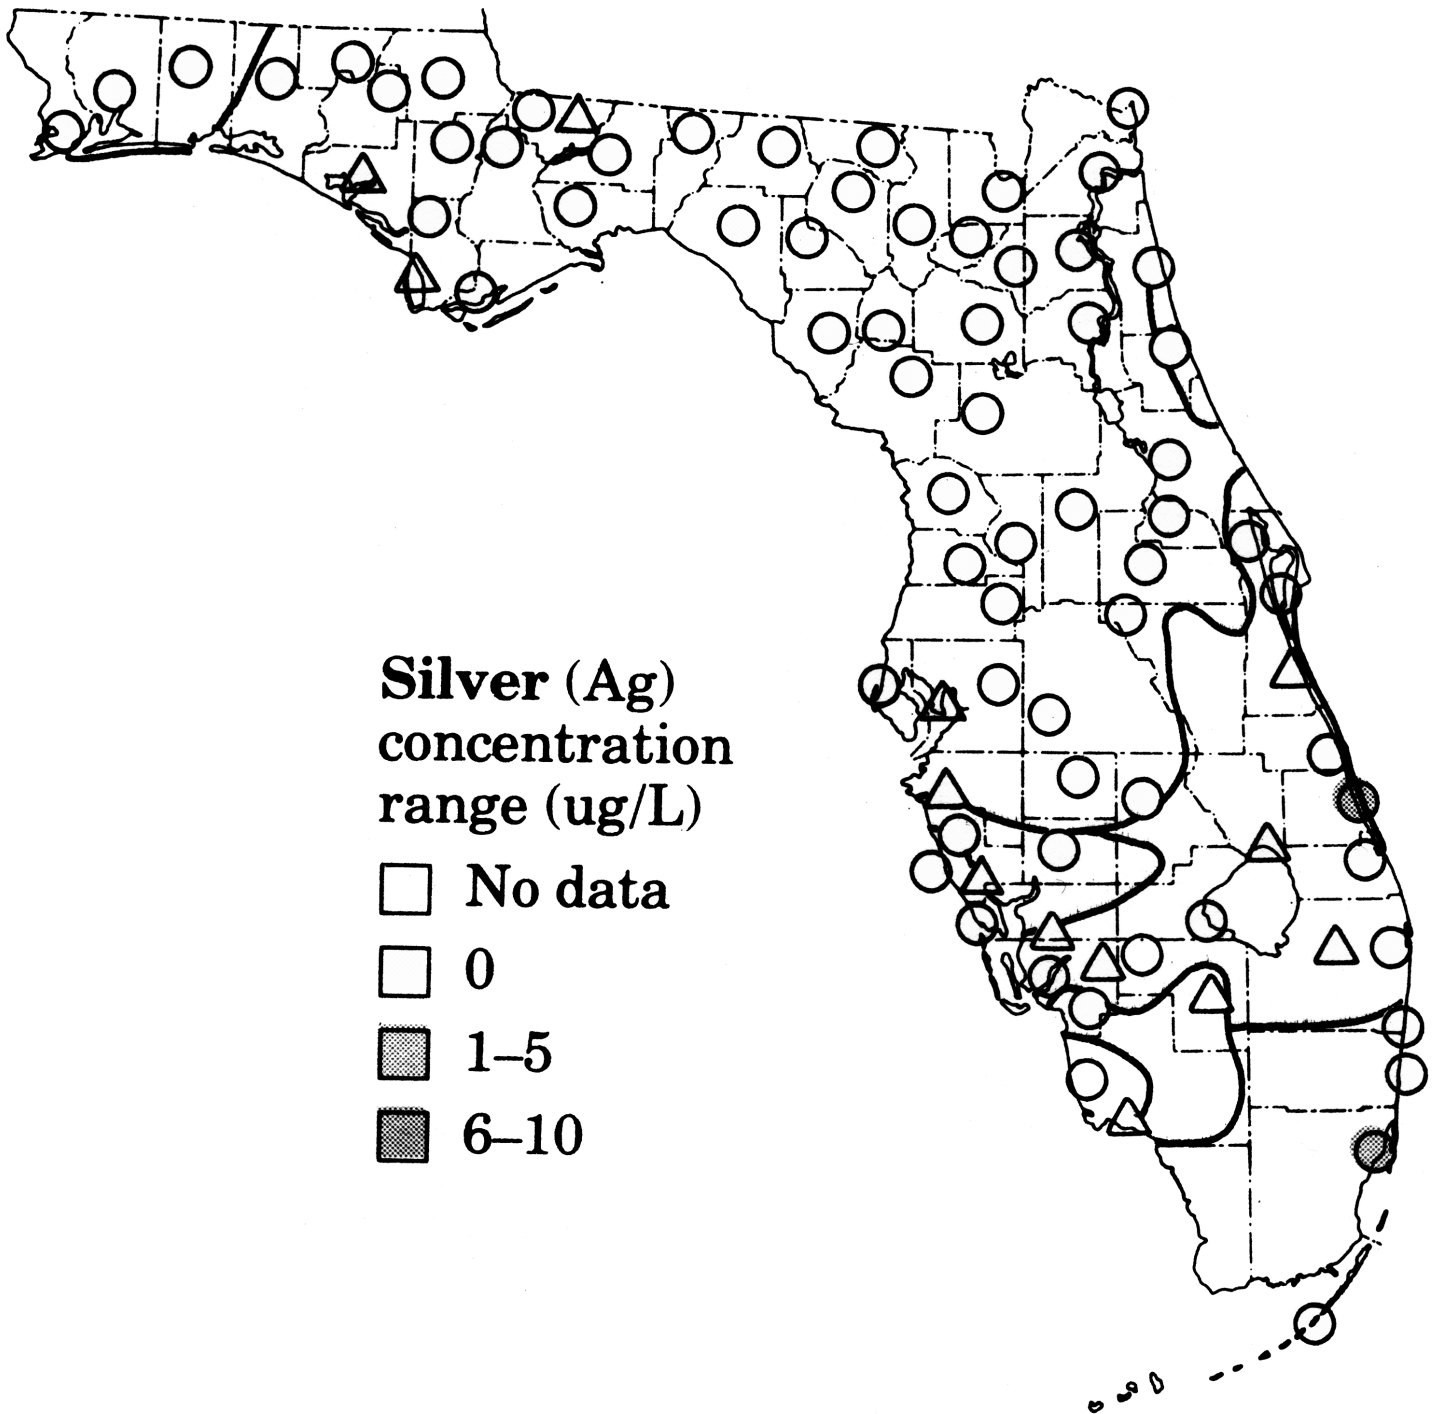 Silver (Ag)
concentration
range (ug/L)
No data
0
1–5
6–10